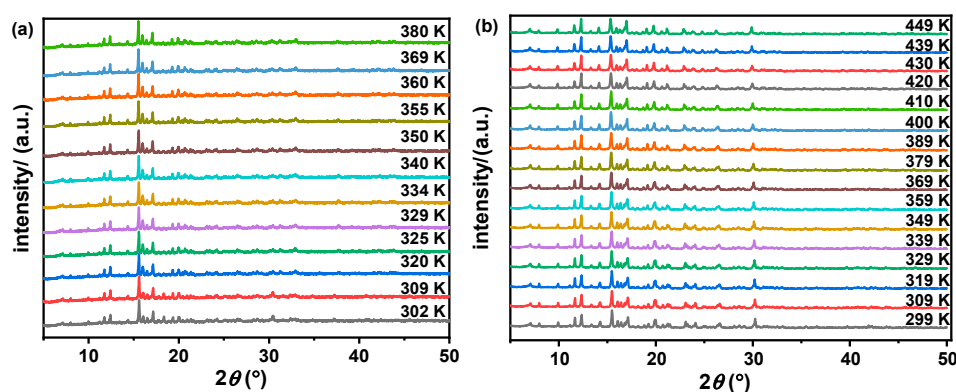 (a)
380 K
369 K
360 K
355 K
350 K
340 K
334 K
329 K
325 K
320 K
309 K
302 K
intensity/ (a.u.)
10 20 30 40 50
2θ (°)
(b)
449 K
439 K
430 K
420 K
410 K
400 K
389 K
379 K
369 K
359 K
349 K
339 K
329 K
319 K
309 K
299 K
intensity/(a.u.)
10 20 30 40 50
2θ (°)